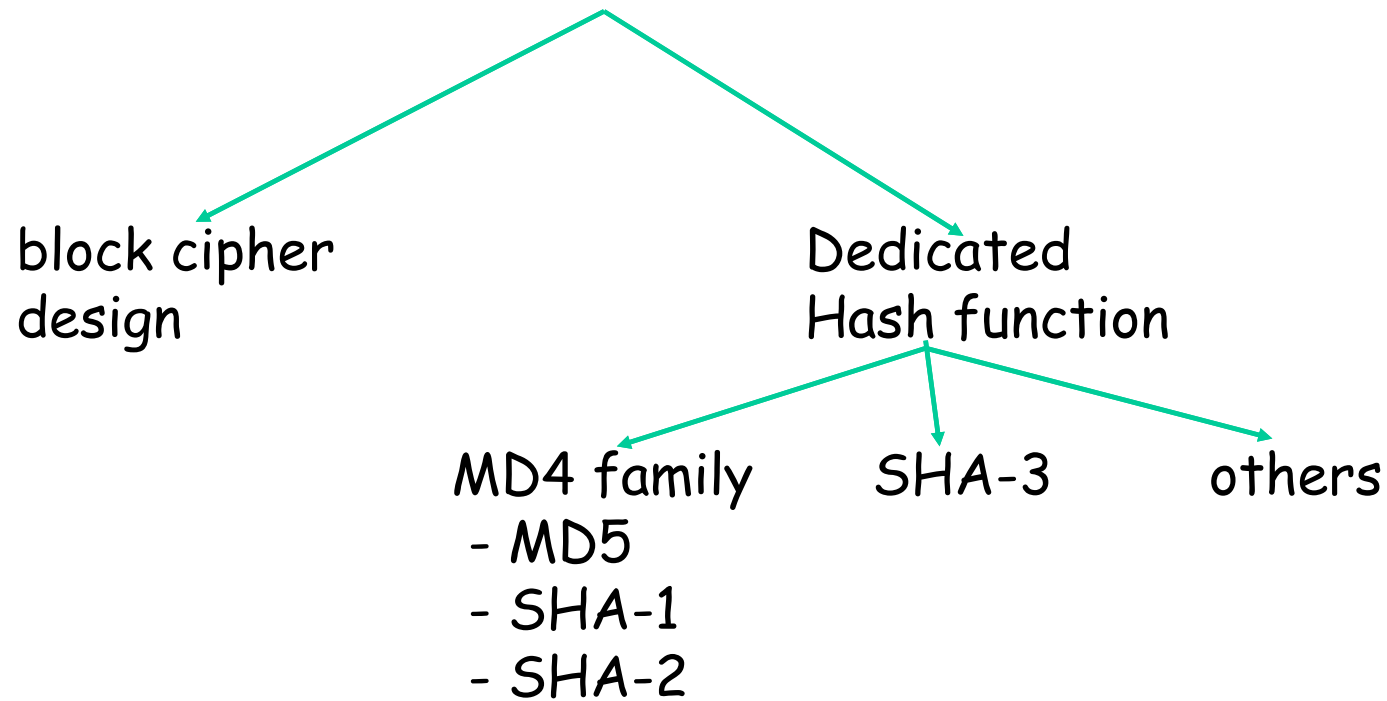 block cipher
design
Dedicated
Hash function
MD4 family
- MD5
- SHA-1
- SHA-2
SHA-3
others